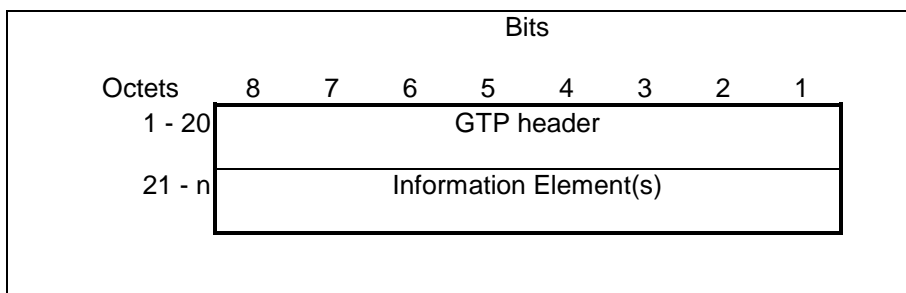 Bits
Octets 8 7 6 5 4 3 2 1
1 - 20 GTP header
21 - n Information Element(s)